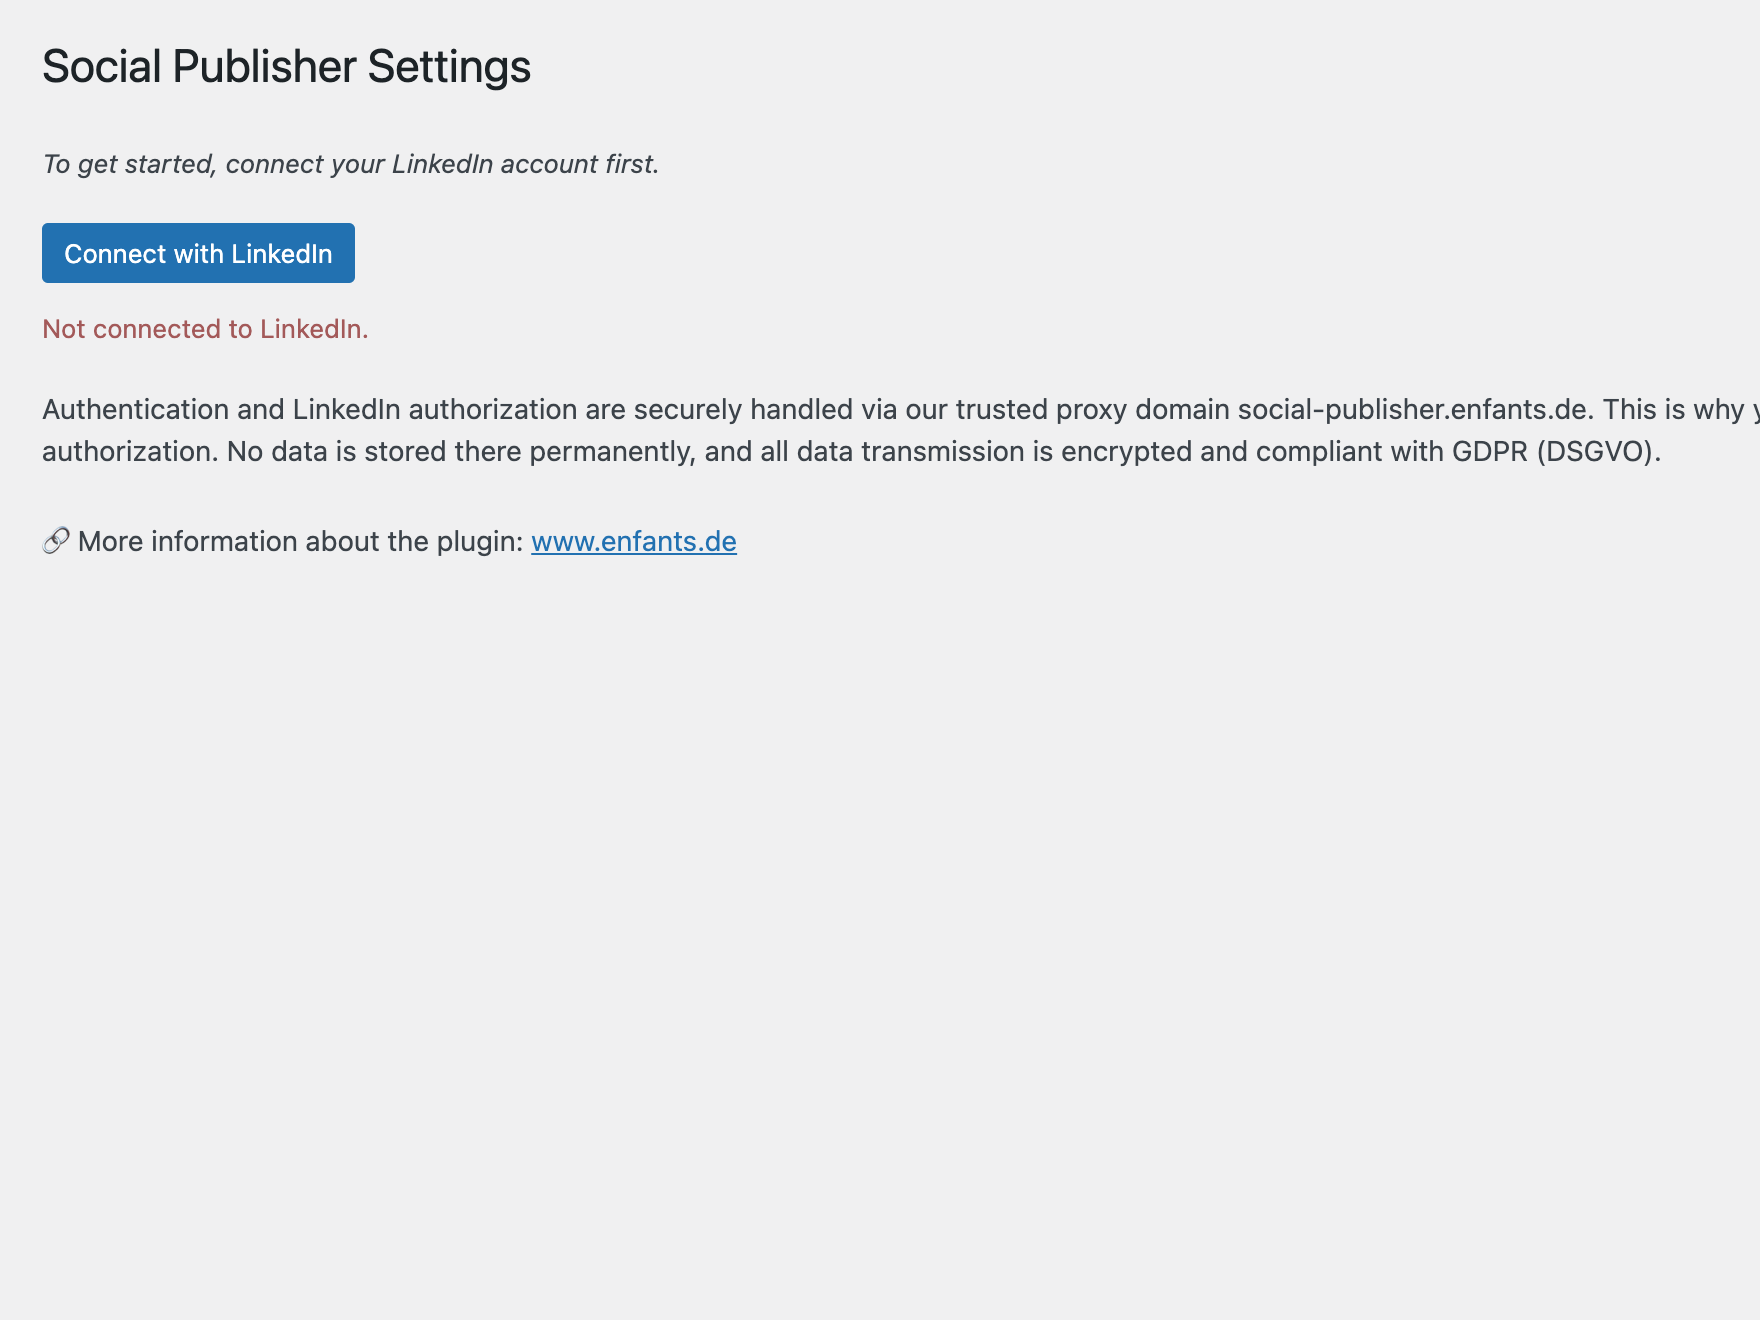 Social Publisher Settings
To get started, connect your LinkedIn account first.
Connect with LinkedIn
Not connected to LinkedIn.
Authentication and LinkedIn authorization are securely handled via our trusted proxy domain social-publisher.enfants.de. This is why
authorization. No data is stored there permanently, and all data transmission is encrypted and compliant with GDPR (DSGVO).
🔗 More information about the plugin: www.enfants.de